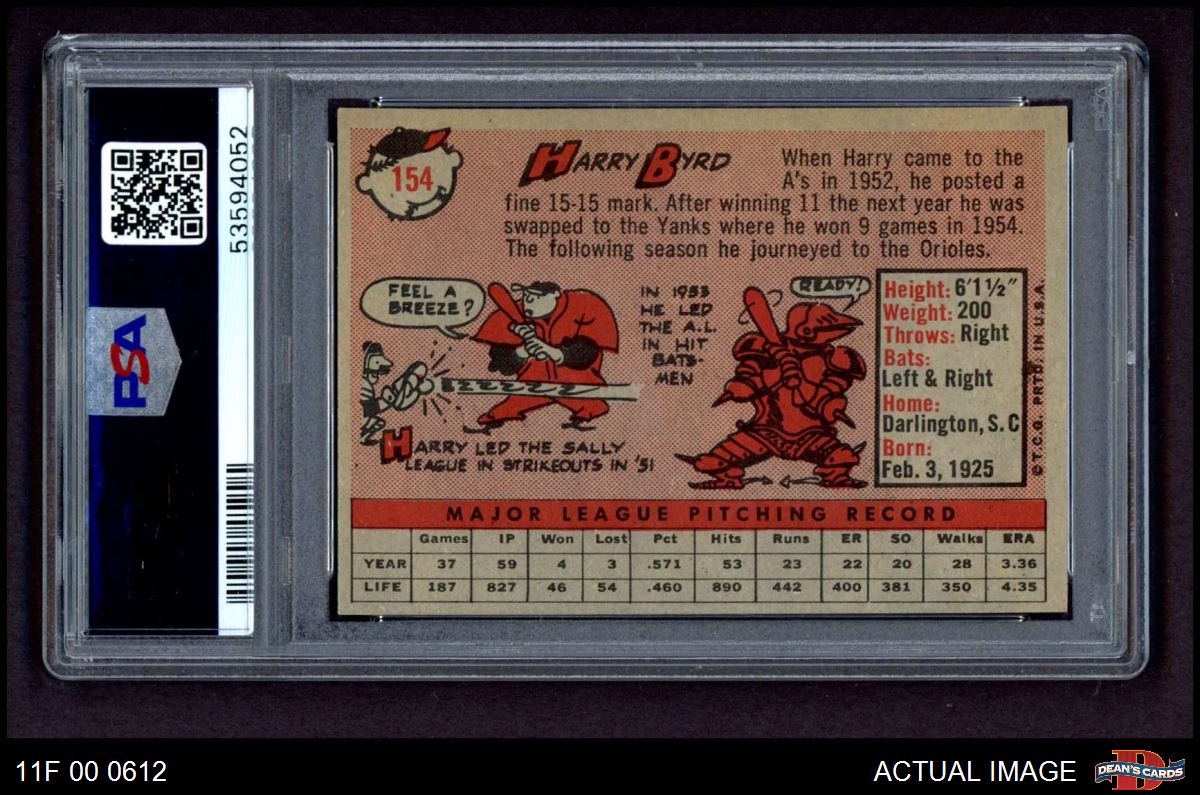 53594052
PSA
154
HARRY BYRD
When Harry came to the
A's in 1952, he posted a
fine 15-15 mark. After winning 11 the next year he was
swapped to the Yanks where he won 9 games in 1954.
The following season he journeyed to the Orioles.
FEEL A
BREEZE?
HARRY LED THE SALLY
LEAGUE IN STRIKEOUTS IN '51
IN 1953
HE LED
THE A.L.
IN HIT
BATS-
MEN
READY!
Height: 6'1½"
Weight: 200
Throws: Right
Bats:
Left & Right
Home:
Darlington, S.C
Born:
Feb. 3, 1925
©T.C.G. PRTD. IN U.S.A.
MAJOR LEAGUE PITCHING RECORD
Games IP Won Lost Pct Hits Runs ER SO Walks ERA
YEAR 37 59 4 3 .571 53 23 22 20 28 3.36
LIFE 187 827 46 54 .460 890 442 400 381 350 4.35
PSA
11F 00 0612
ACTUAL IMAGE
DEAN'S CARDS